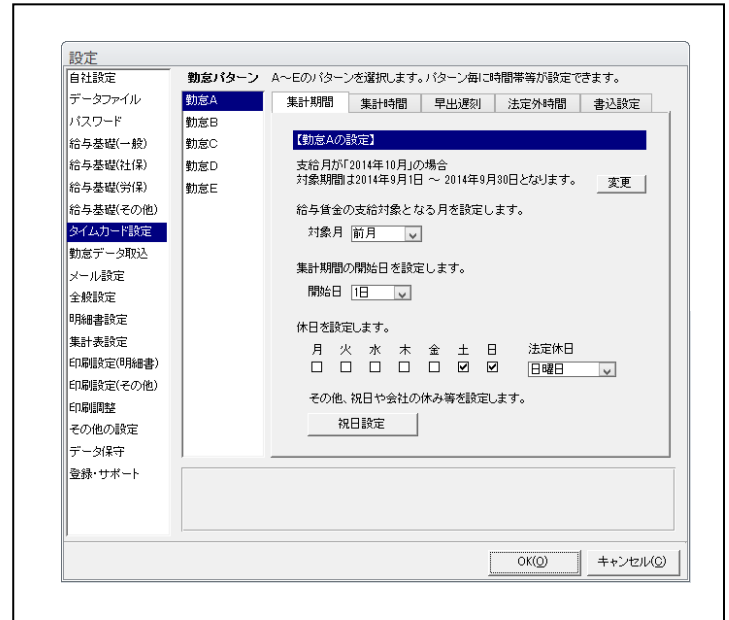 設定
自社設定
データファイル
パスワード
給与基礎(一般)
給与基礎(社保)
給与基礎(労保)
給与基礎(その他)
タイムカード設定
勤怠データ取込
メール設定
全般設定
明細書設定
集計表設定
印刷設定(明細書)
印刷設定(その他)
印刷調整
その他の設定
データ保守
登録・サポート
勤怠パターン A～Eのパターンを選択します。パターン毎に時間帯等が設定できます。
勤怠A
勤怠B
勤怠C
勤怠D
勤怠E
集計期間 集計時間 早出遅刻 法定外時間 書込設定
【勤怠Aの設定】
支給月が「2014年10月」の場合
対象期間は2014年9月1日 ～ 2014年9月30日となります。 変更
給与賃金の支給対象となる月を設定します。
対象月 前月
集計期間の開始日を設定します。
開始日 1日
休日を設定します。
月 火 水 木 金 土 日 法定休日
日曜日
その他、祝日や会社の休み等を設定します。
祝日設定
OK(O) キャンセル(C)